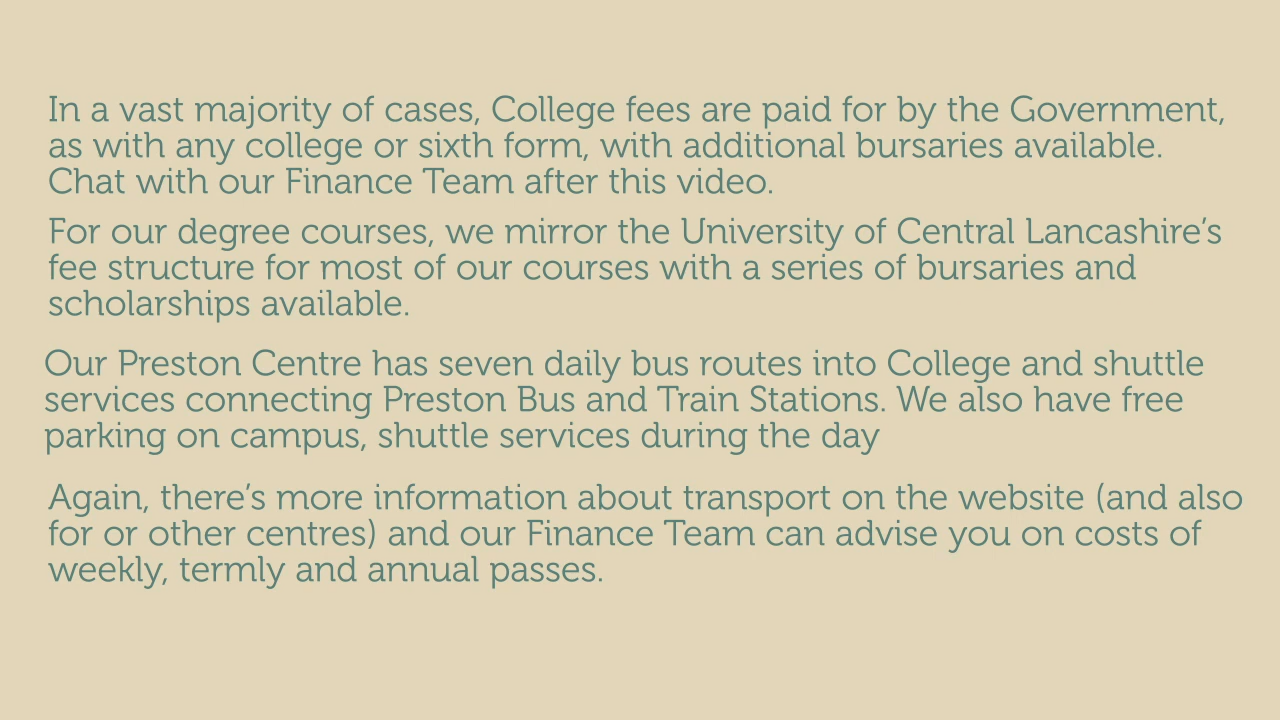 In a vast majority of cases, College fees are paid for by the Government,
as with any college or sixth form, with additional bursaries available.
Chat with our Finance Team after this video.
For our degree courses, we mirror the University of Central Lancashire’s
fee structure for most of our courses with a series of bursaries and
scholarships available.
Our Preston Centre has seven daily bus routes into College and shuttle
services connecting Preston Bus and Train Stations. We also have free
parking on campus, shuttle services during the day
Again, there’s more information about transport on the website (and also
for or other centres) and our Finance Team can advise you on costs of
weekly, termly and annual passes.